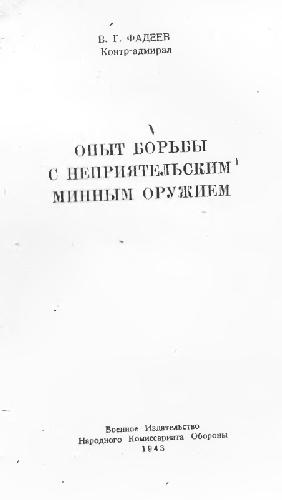 В. Г. ФАДЕЕВ
Контр-адмирал
ОПЫТ БОРЬБЫ
С НЕПРИЯТЕЛЬСКИМ
МИННЫМ ОРУЖИЕМ
Военное Издательство
Народного Комиссариата Обороны
1943